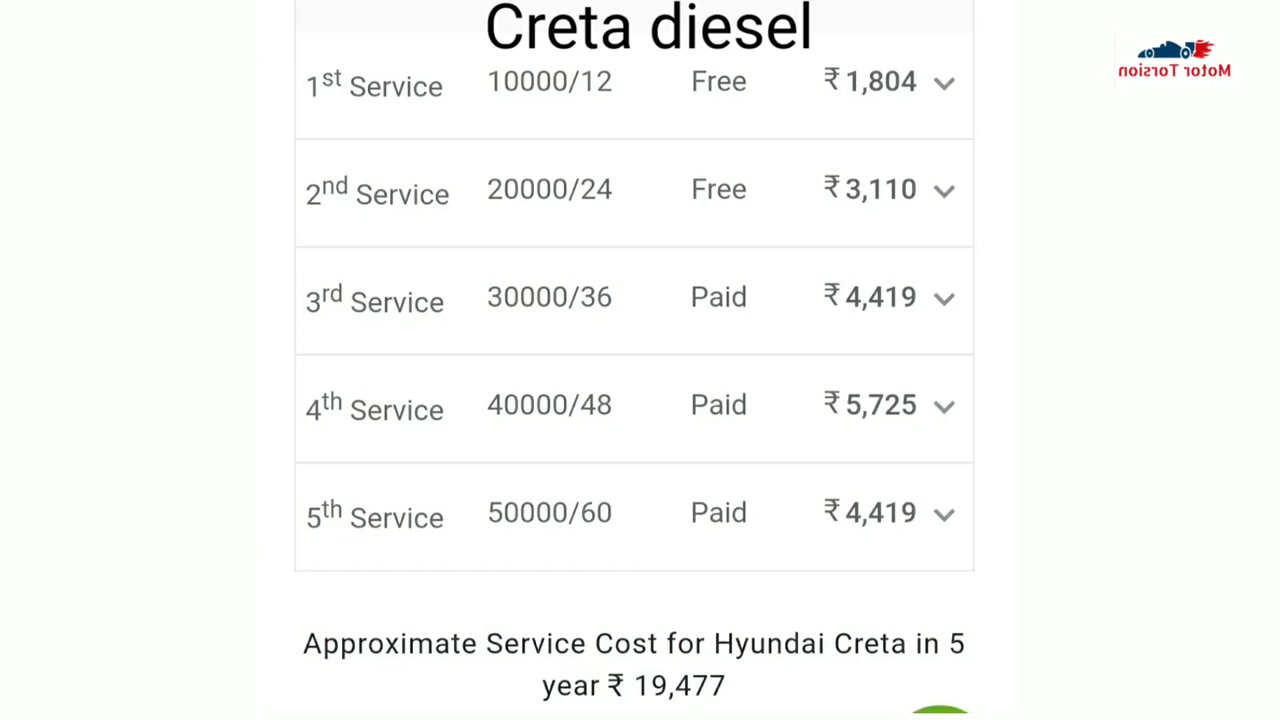 Creta diesel
Motor Torsion
1st Service 10000/12 Free ₹ 1,804
2nd Service 20000/24 Free ₹ 3,110
3rd Service 30000/36 Paid ₹ 4,419
4th Service 40000/48 Paid ₹ 5,725
5th Service 50000/60 Paid ₹ 4,419
Approximate Service Cost for Hyundai Creta in 5
year ₹ 19,477